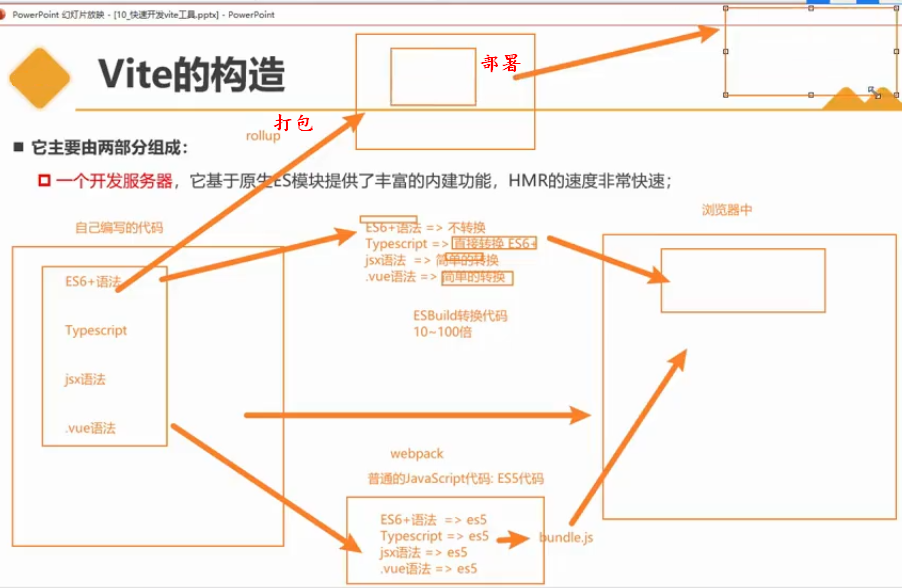 PowerPoint 幻灯片放映 - [10_快速开发vite工具.pptx] - PowerPoint
Vite的构造
部署
打包
rollup
它主要由两部分组成：
一个开发服务器，它基于原生ES模块提供了丰富的内建功能，HMR的速度非常快速；
自己编写的代码
浏览器中
ES6+语法
Typescript
jsx语法
.vue语法
ES6+语法 => 不转换
Typescript => 直接转换 ES6+
jsx语法 => 简单的转换
.vue语法 => 简单的转换
ESBuild转换代码
10~100倍
webpack
普通的JavaScript代码: ES5代码
ES6+语法 => es5
Typescript => es5
jsx语法 => es5
.vue语法 => es5
bundle.js